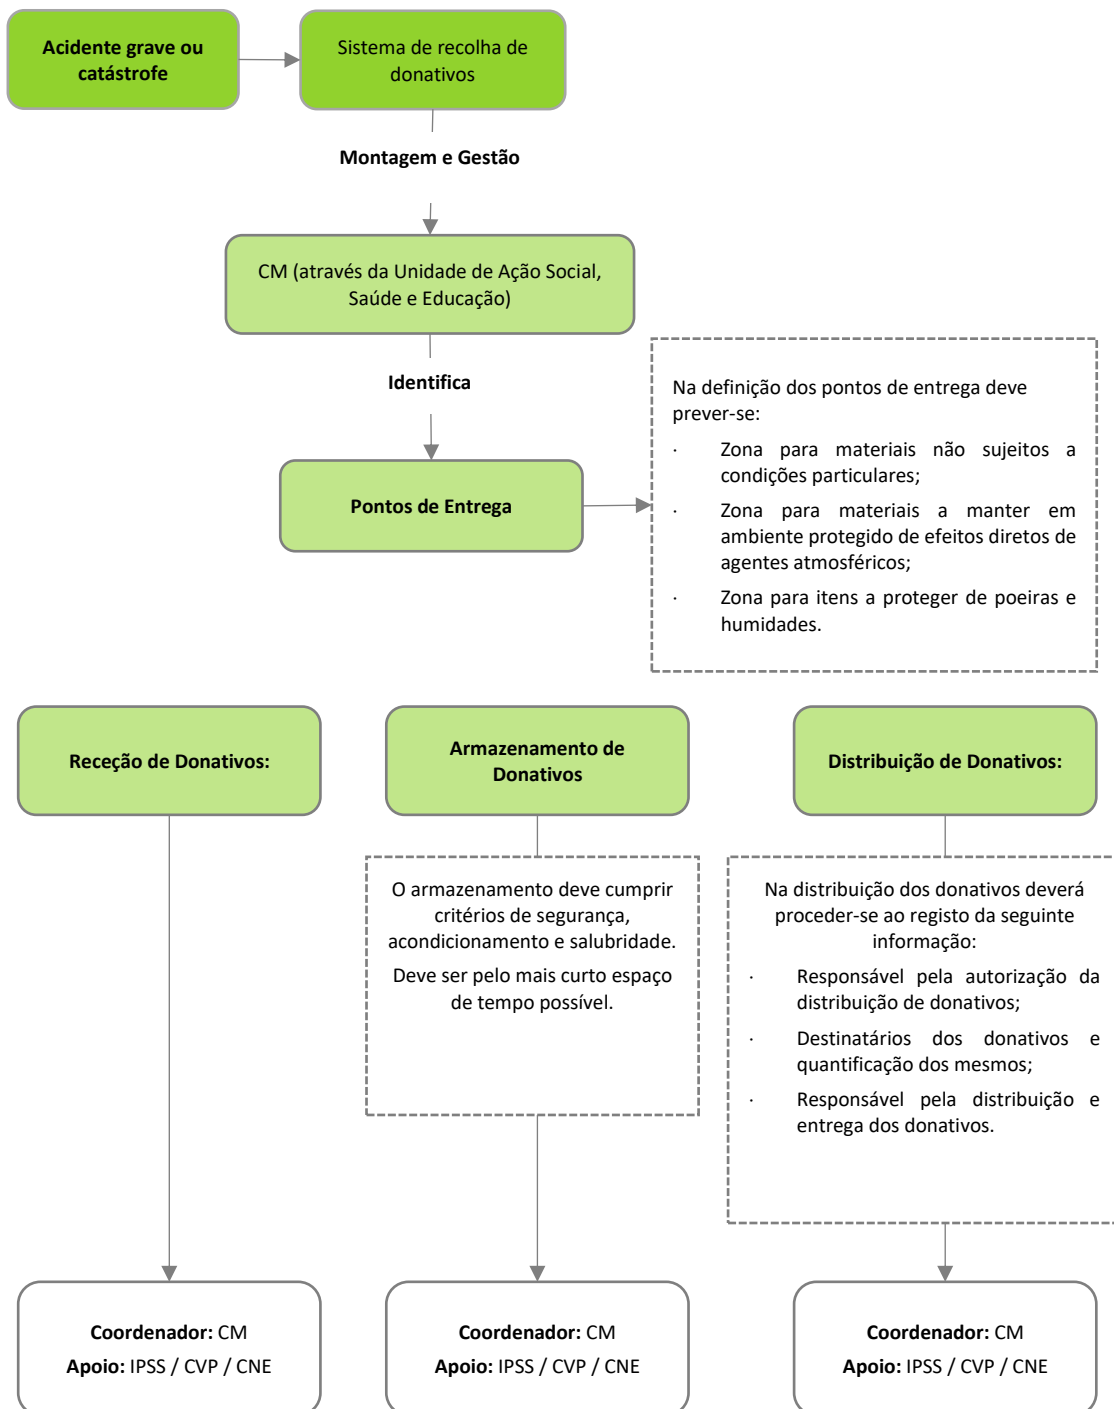 Acidente grave ou
catástrofe
Sistema de recolha de
donativos
Montagem e Gestão
CM (através da Unidade de Ação Social,
Saúde e Educação)
Identifica
Pontos de Entrega
Na definição dos pontos de entrega deve
prever-se:
· Zona para materiais não sujeitos a
condições particulares;
· Zona para materiais a manter em
ambiente protegido de efeitos diretos de
agentes atmosféricos;
· Zona para itens a proteger de poeiras e
humidades.
Receção de Donativos:
Armazenamento de
Donativos
Distribuição de Donativos:
O armazenamento deve cumprir
critérios de segurança,
acondicionamento e salubridade.
Deve ser pelo mais curto espaço
de tempo possível.
Na distribuição dos donativos deverá
proceder-se ao registo da seguinte
informação:
· Responsável pela autorização da
distribuição de donativos;
· Destinatários dos donativos e
quantificação dos mesmos;
· Responsável pela distribuição e
entrega dos donativos.
Coordenador: CM
Apoio: IPSS / CVP / CNE
Coordenador: CM
Apoio: IPSS / CVP / CNE
Coordenador: CM
Apoio: IPSS / CVP / CNE